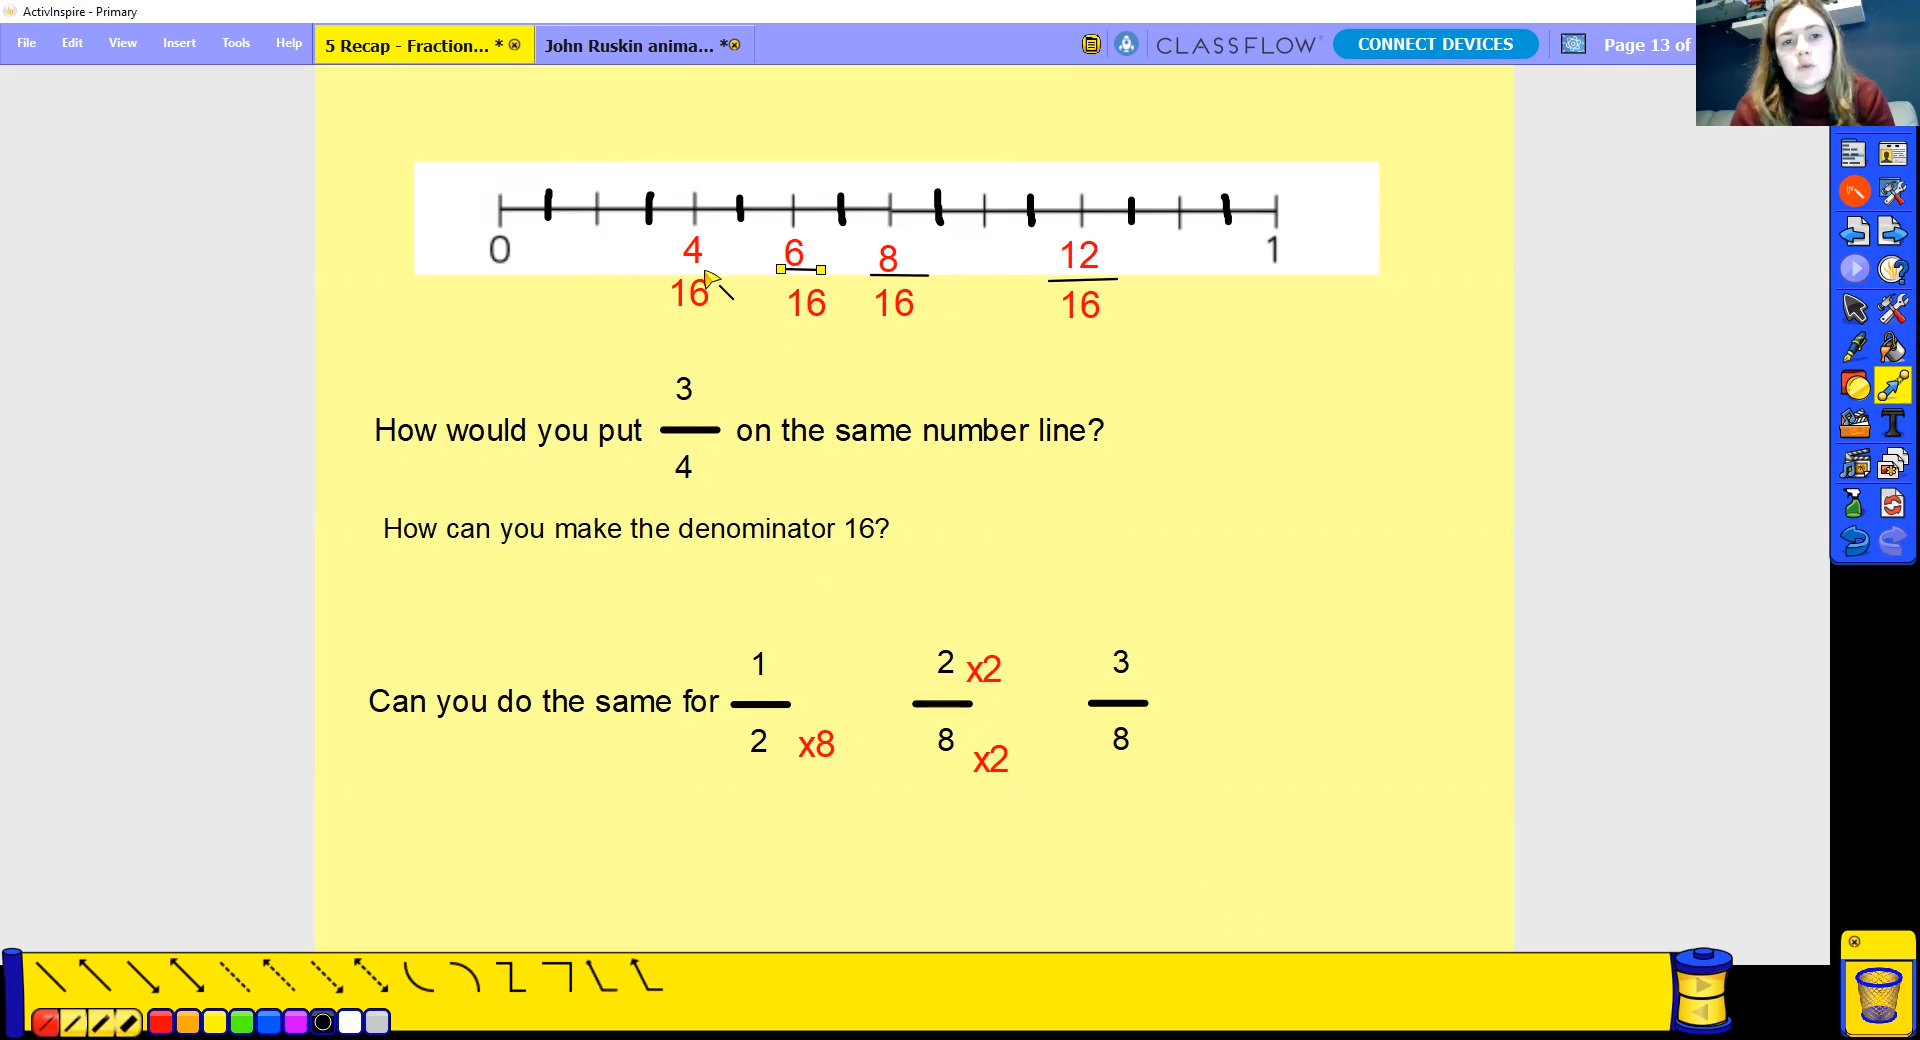 ActivInspire - Primary
File Edit View Insert Tools Help
5 Recap - Fraction... *
John Ruskin anima... *
CLASSFLOW
CONNECT DEVICES
Page 13 of
0 1
4 6 8 12
16 16 16 16
3
How would you put on the same number line?
4
How can you make the denominator 16?
1 2 x2 3
Can you do the same for
2 x8 8 x2 8